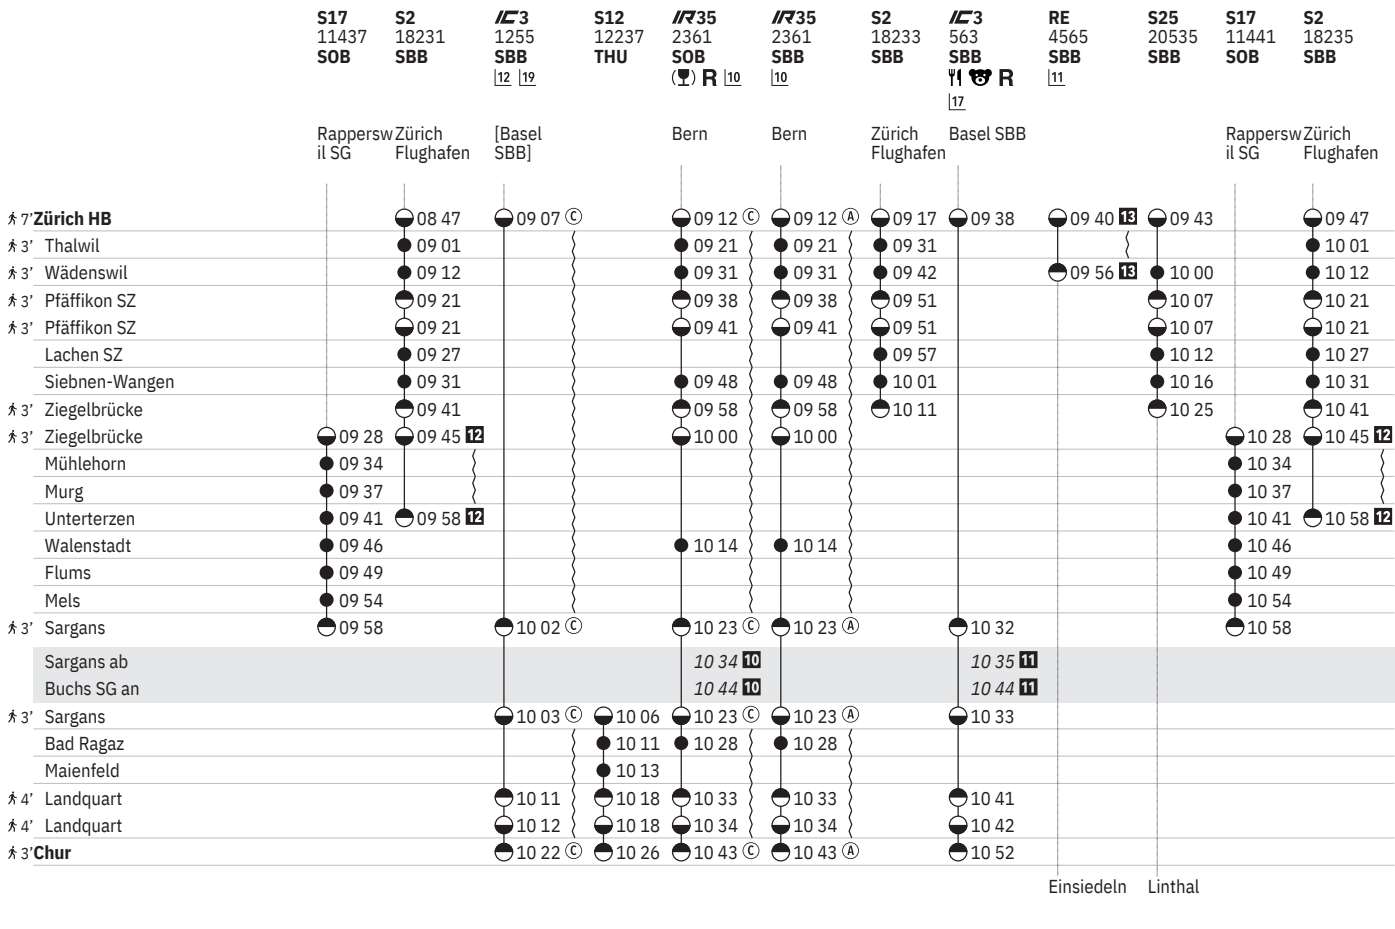 S17 S2 IC3 S12 IR35 IR35 S2 IC3 RE S25 S17 S2
11437 18231 1255 12237 2361 2361 18233 563 4565 20535 11441 18235
SOB SBB SBB THU SOB SBB SBB SBB SBB SBB SOB SBB
12 19 R 10 10 R 11
17
Rappersw Zürich [Basel Bern Bern Zürich Basel SBB Rappersw Zürich
il SG Flughafen SBB] Flughafen il SG Flughafen
7' Zürich HB 08 47 09 07 C 09 12 C 09 12 A 09 17 09 38 09 40 13 09 43 09 47
3' Thalwil 09 01 09 21 09 21 09 31 10 01
3' Wädenswil 09 12 09 31 09 31 09 42 09 56 13 10 00 10 12
3' Pfäffikon SZ 09 21 09 38 09 38 09 51 10 07 10 21
3' Pfäffikon SZ 09 21 09 41 09 41 09 51 10 07 10 21
Lachen SZ 09 27 09 57 10 12 10 27
Siebnen-Wangen 09 31 09 48 09 48 10 01 10 16 10 31
3' Ziegelbrücke 09 41 09 58 09 58 10 11 10 25 10 41
3' Ziegelbrücke 09 28 09 45 12 10 00 10 00 10 28 10 45 12
Mühlehorn 09 34 10 34
Murg 09 37 10 37
Unterterzen 09 41 09 58 12 10 41 10 58 12
Walenstadt 09 46 10 14 10 14 10 46
Flums 09 49 10 49
Mels 09 54 10 54
3' Sargans 09 58 10 02 C 10 23 C 10 23 A 10 32 10 58
Sargans ab 10 34 10 10 35 11
Buchs SG an 10 44 10 10 44 11
3' Sargans 10 03 C 10 06 10 23 C 10 23 A 10 33
Bad Ragaz 10 11 10 28 10 28
Maienfeld 10 13
4' Landquart 10 11 10 18 10 33 10 33 10 41
4' Landquart 10 12 10 18 10 34 10 34 10 42
3' Chur 10 22 C 10 26 10 43 C 10 43 A 10 52
Einsiedeln Linthal